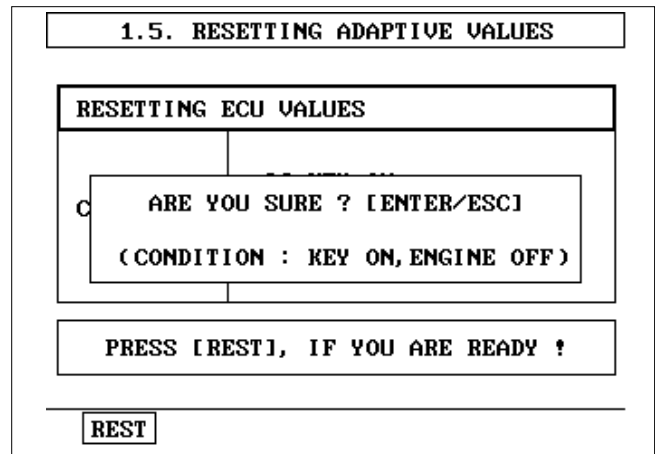 1.5. RESETTING ADAPTIVE VALUES
RESETTING ECU VALUES
C
ARE YOU SURE ? [ENTER/ESC]
(CONDITION : KEY ON,ENGINE OFF)
PRESS [REST], IF YOU ARE READY !
REST